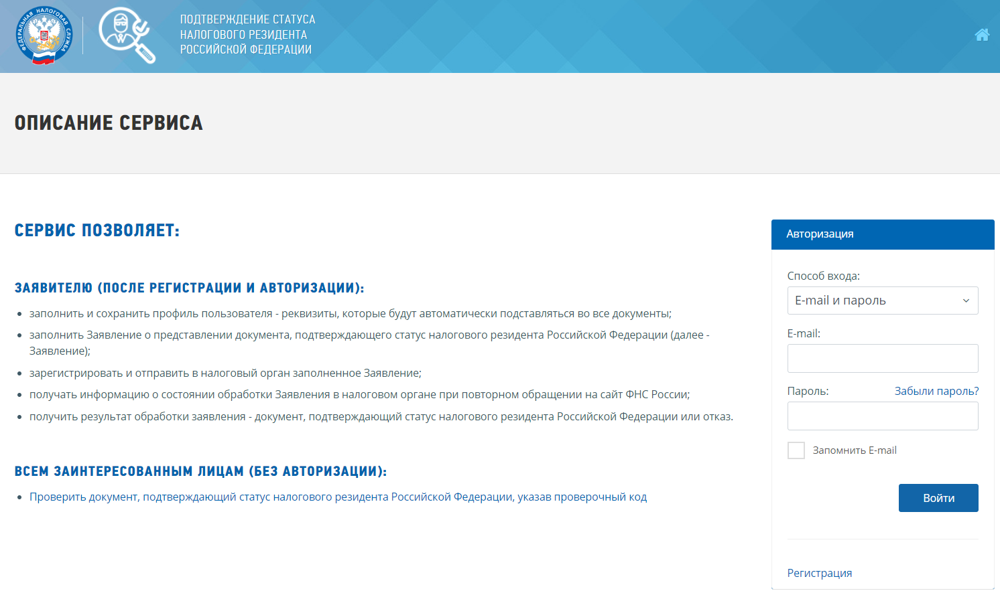 ФЕДЕРАЛЬНАЯ НАЛОГОВАЯ СЛУЖБА
ПОДТВЕРЖДЕНИЕ СТАТУСА
НАЛОГОВОГО РЕЗИДЕНТА
РОССИЙСКОЙ ФЕДЕРАЦИИ
ОПИСАНИЕ СЕРВИСА
СЕРВИС ПОЗВОЛЯЕТ:
ЗАЯВИТЕЛЮ (ПОСЛЕ РЕГИСТРАЦИИ И АВТОРИЗАЦИИ):
заполнить и сохранить профиль пользователя - реквизиты, которые будут автоматически подставляться во все документы;
заполнить Заявление о представлении документа, подтверждающего статус налогового резидента Российской Федерации (далее -
Заявление);
зарегистрировать и отправить в налоговый орган заполненное Заявление;
получать информацию о состоянии обработки Заявления в налоговом органе при повторном обращении на сайт ФНС России;
получить результат обработки заявления - документ, подтверждающий статус налогового резидента Российской Федерации или отказ.
ВСЕМ ЗАИНТЕРЕСОВАННЫМ ЛИЦАМ (БЕЗ АВТОРИЗАЦИИ):
Проверить документ, подтверждающий статус налогового резидента Российской Федерации, указав проверочный код
Авторизация
Способ входа:
E-mail и пароль
E-mail:
Пароль: Забыли пароль?
Запомнить E-mail
Войти
Регистрация